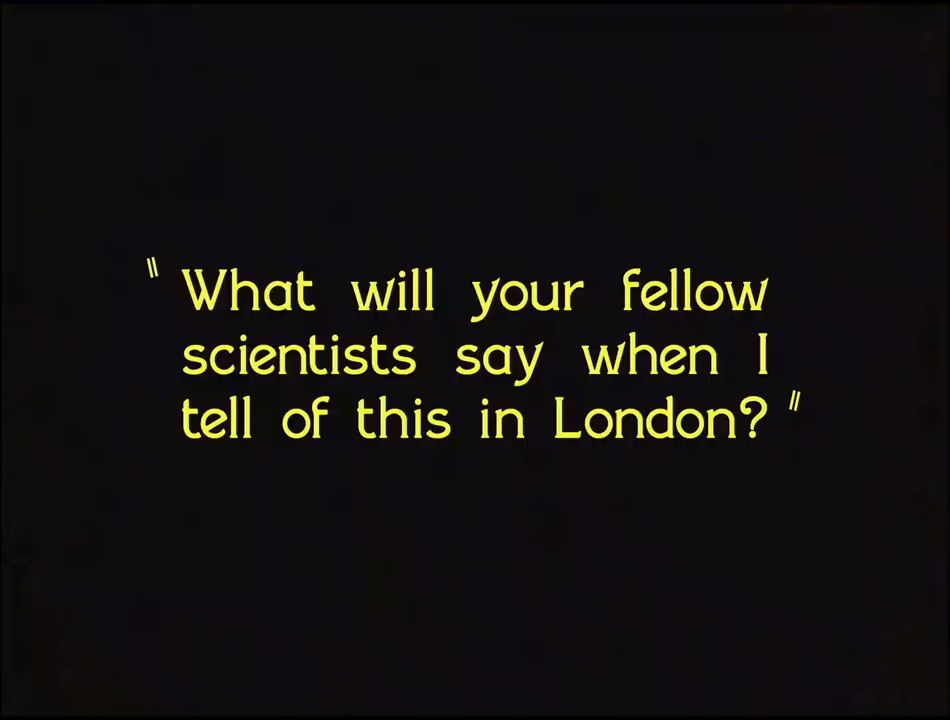 "What will your fellow
scientists say when I
tell of this in London?"